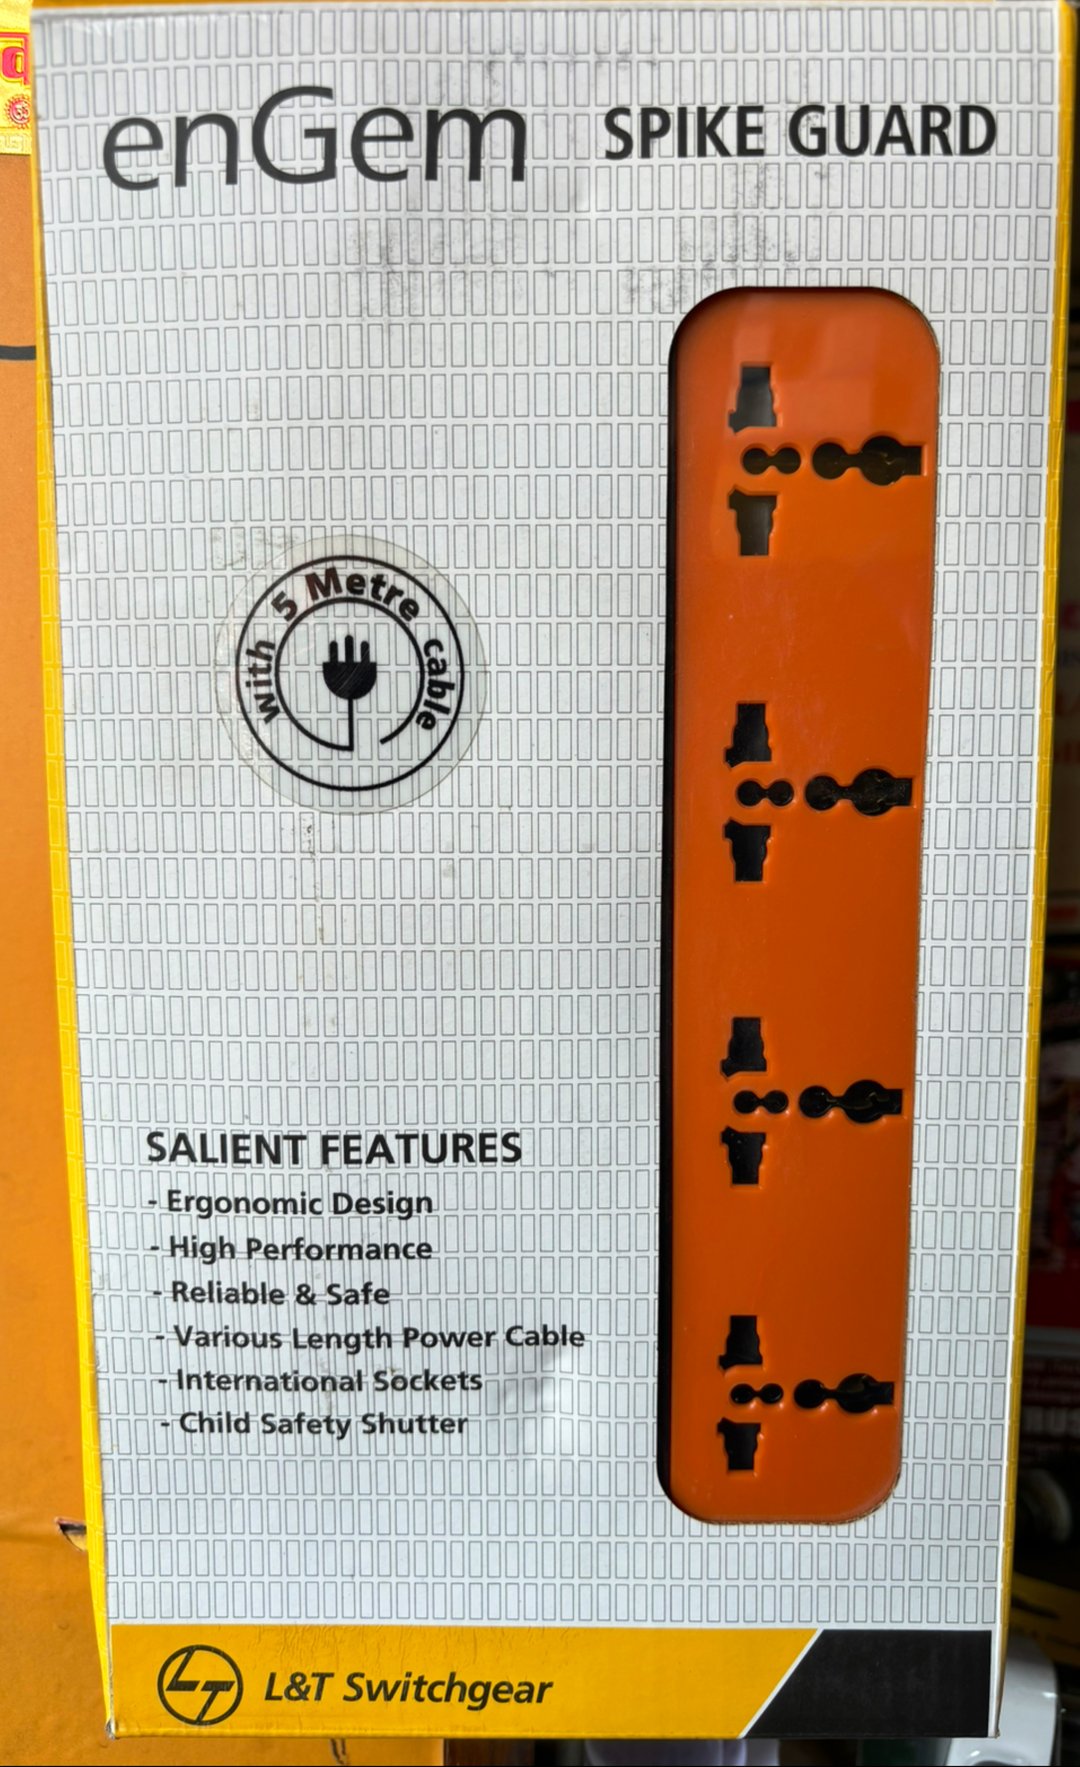 enGem SPIKE GUARD
with 5 Metre cable
SALIENT FEATURES
- Ergonomic Design
- High Performance
- Reliable & Safe
- Various Length Power Cable
- International Sockets
- Child Safety Shutter
LT L&T Switchgear